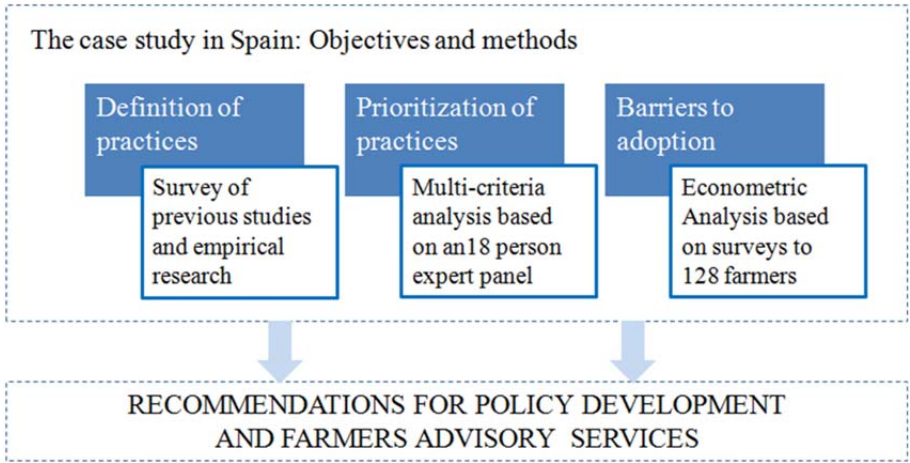 The case study in Spain: Objectives and methods
Definition of
practices
Survey of
previous studies
and empirical
research
Prioritization of
practices
Multi-criteria
analysis based
on an18 person
expert panel
Barriers to
adoption
Econometric
Analysis based
on surveys to
128 farmers
RECOMMENDATIONS FOR POLICY DEVELOPMENT
AND FARMERS ADVISORY SERVICES